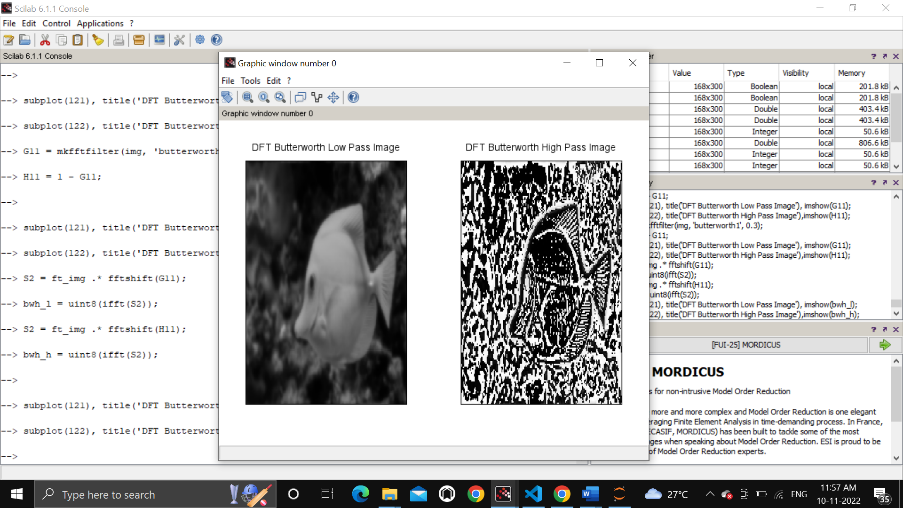 Scilab 6.1.1 Console
File Edit Control Applications ?
Scilab 6.1.1 Console
-->
--> subplot(121), title('DFT Butterwort
--> subplot(122), title('DFT Butterwort
--> G11 = mkfftfilter(img, 'butterworth
--> H11 = 1 - G11;
-->
--> subplot(121), title('DFT Butterwort
--> subplot(122), title('DFT Butterwort
--> S2 = ft_img .* fftshift(G11);
--> bwh_l = uint8(ifft(S2));
--> S2 = ft_img .* fftshift(H11);
--> bwh_h = uint8(ifft(S2));
-->
--> subplot(121), title('DFT Butterwort
--> subplot(122), title('DFT Butterwort
-->
Graphic window number 0
File Tools Edit ?
Graphic window number 0
DFT Butterworth Low Pass Image
DFT Butterworth High Pass Image
Value Type Visibility Memory
168x300 Boolean local 201.8 kB
168x300 Boolean local 201.8 kB
168x300 Double local 403.4 kB
168x300 Double local 403.4 kB
168x300 Integer local 50.6 kB
168x300 Double local 806.6 kB
168x300 Integer local 50.6 kB
168x300 Integer local 50.6 kB
- G11;
21), title('DFT Butterworth Low Pass Image'), imshow(G11);
22), title('DFT Butterworth High Pass Image'),imshow(H11);
fftfilter(img, 'butterworth1', 0.3);
- G11;
21), title('DFT Butterworth Low Pass Image'), imshow(G11);
22), title('DFT Butterworth High Pass Image'),imshow(H11);
mg .* fftshift(G11);
uint8(ifft(S2));
mg .* fftshift(H11);
uint8(ifft(S2));
21), title('DFT Butterworth Low Pass Image'), imshow(bwh_l);
22), title('DFT Butterworth High Pass Image'),imshow(bwh_h);
[FUI-25] MORDICUS
MORDICUS
s for non-intrusive Model Order Reduction
more and more complex and Model Order Reduction is one elegant
eraging Finite Element Analysis in time-demanding process. In France,
FCASIF, MORDICUS) has been built to tackle some of the most
nges when speaking about Model Order Reduction. ESI is proud to be
of Model Order Reduction experts.
Type here to search
27°C
ENG
11:57 AM
10-11-2022
35